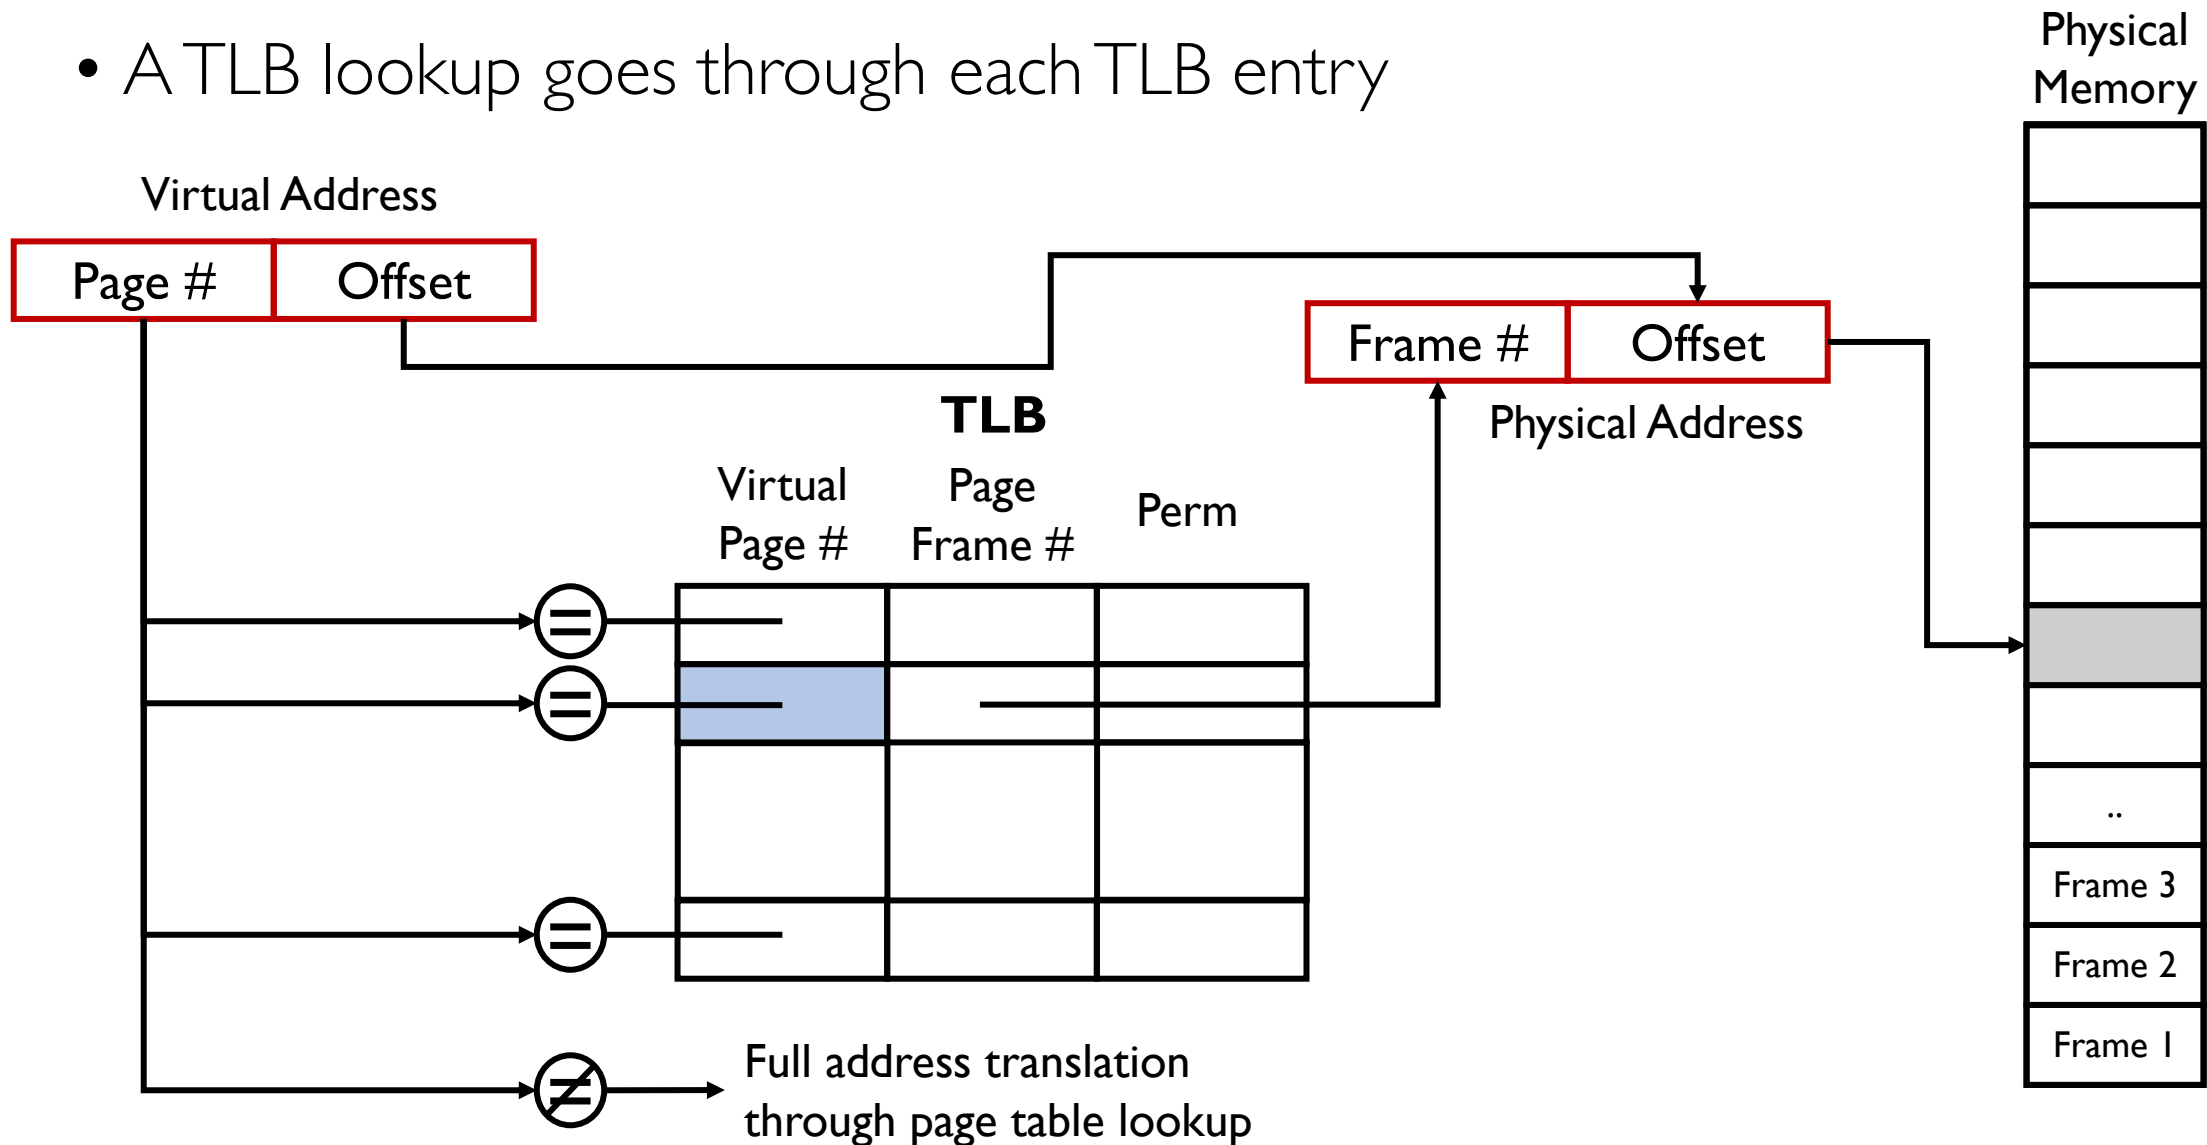 • A TLB lookup goes through each TLB entry
Physical
Memory
Virtual Address
Page #
Offset
Frame #
Offset
Physical Address
TLB
Virtual
Page #
Page
Frame #
Perm
=
=
=
≠
Full address translation
through page table lookup
..
Frame 3
Frame 2
Frame 1